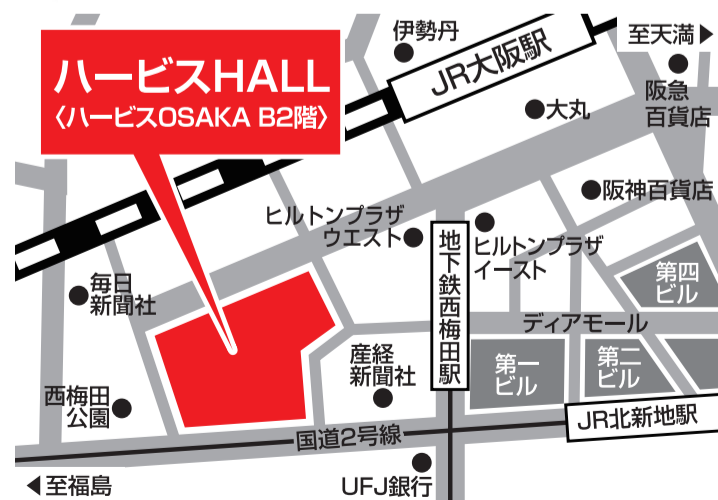 伊勢丹
至天満▶
ハービスHALL
〈ハービスOSAKA B2階〉
JR大阪駅
阪急
百貨店
大丸
阪神百貨店
ヒルトンプラザ
ウエスト
ヒルトンプラザ
イースト
地下鉄西梅田駅
毎日
新聞社
第四
ビル
ディアモール
産経
新聞社
第一
ビル
第二
ビル
西梅田
公園
JR北新地駅
国道2号線
◀至福島
UFJ銀行